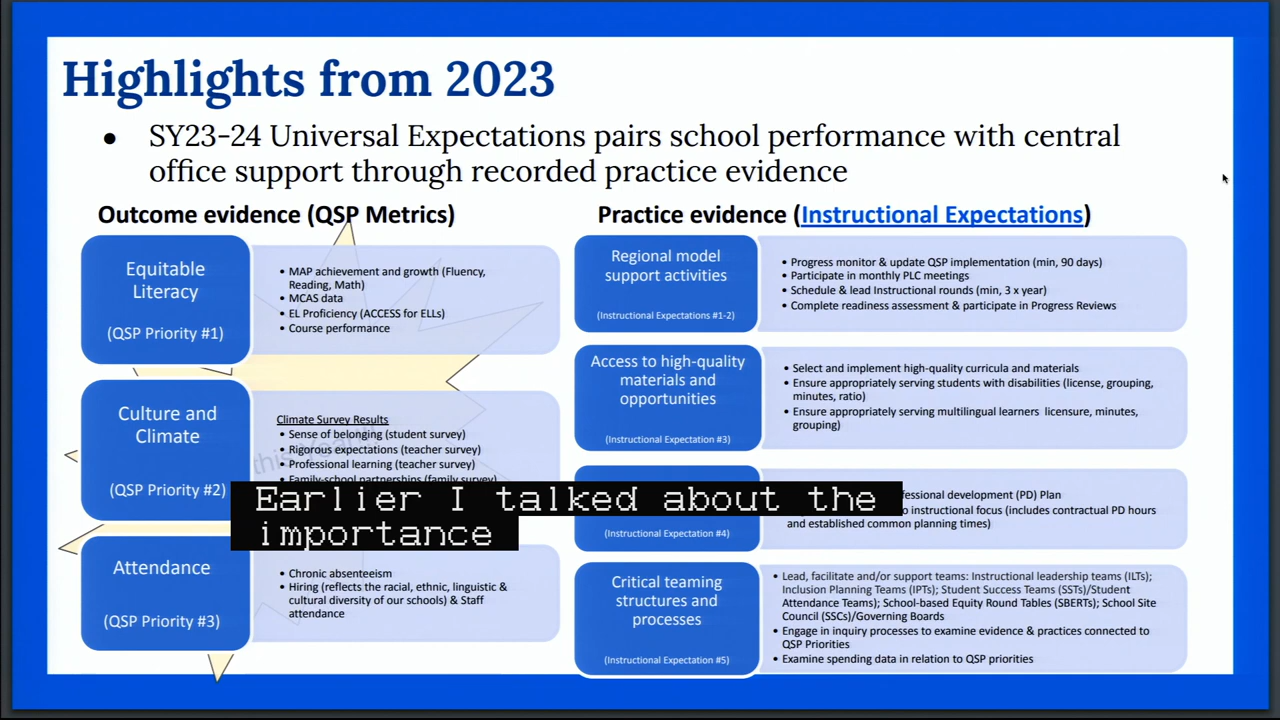 Highlights from 2023
● SY23-24 Universal Expectations pairs school performance with central
office support through recorded practice evidence
Outcome evidence (QSP Metrics)
Equitable
Literacy
(QSP Priority #1)
• MAP achievement and growth (Fluency,
Reading, Math)
• MCAS data
• EL Proficiency (ACCESS for ELLs)
• Course performance
Culture and
Climate
(QSP Priority #2)
Climate Survey Results
• Sense of belonging (student survey)
• Rigorous expectations (teacher survey)
• Professional learning (teacher survey)
• Family-school partnerships (family survey)
this Year
Attendance
(QSP Priority #3)
• Chronic absenteeism
• Hiring (reflects the racial, ethnic, linguistic &
cultural diversity of our schools) & Staff
attendance
Practice evidence (Instructional Expectations)
Regional model
support activities
(Instructional Expectations #1-2)
• Progress monitor & update QSP implementation (min, 90 days)
• Participate in monthly PLC meetings
• Schedule & lead Instructional rounds (min, 3 x year)
• Complete readiness assessment & participate in Progress Reviews
Access to high-quality
materials and
opportunities
(Instructional Expectation #3)
• Select and implement high-quality curricula and materials
• Ensure appropriately serving students with disabilities (license, grouping,
minutes, ratio)
• Ensure appropriately serving multilingual learners licensure, minutes,
grouping)
(Instructional Expectation #4)
development (PD) Plan
instructional focus (includes contractual PD hours
and established common planning times)
Critical teaming
structures and
processes
(Instructional Expectation #5)
• Lead, facilitate and/or support teams: Instructional leadership teams (ILTs);
Inclusion Planning Teams (IPTs); Student Success Teams (SSTs)/Student
Attendance Teams); School-based Equity Round Tables (SBERTs); School Site
Council (SSCs)/Governing Boards
• Engage in inquiry processes to examine evidence & practices connected to
QSP Priorities
• Examine spending data in relation to QSP priorities
Earlier I talked about the
importance